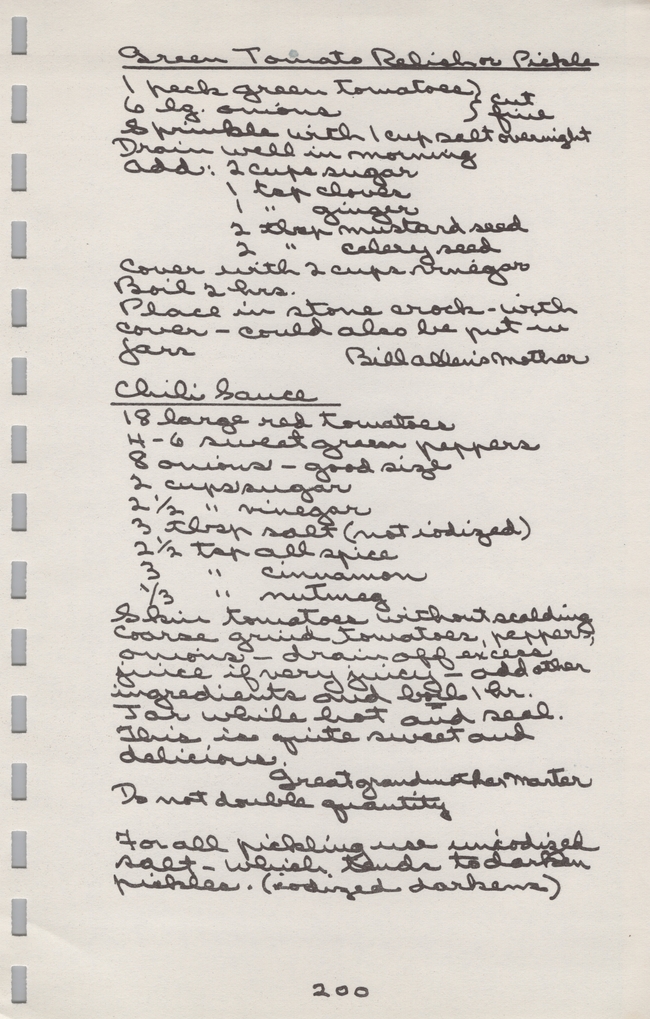 Green Tomato Relish or Pickle
1 peck green tomatoes } cut
6 lg. onions } fine
Sprinkle with 1 cup salt overnight
Drain well in morning
add: 2 cups sugar
1 tsp cloves
1 " ginger
2 tbsp mustard seed
2 " celery seed
Cover with 2 cups vinegar
Boil 2 hrs.
Place in stone crock - with
cover - could also be put in
jars Bill Allen's Mother
Chili Sauce
18 large red tomatoes
4-6 sweet green peppers
8 onions - good size
2 cups sugar
2 1/2 " vinegar
3 tbsp salt (not iodized)
2 1/2 tsp all spice
3 " cinnamon
1/3 " nutmeg
Skin tomatoes without scalding
Coarse grind tomatoes, peppers,
onions - drain off excess
juice if very juicy - add other
ingredients and boil 1 hr.
Jar while hot and seal.
This is quite sweet and
delicious.
Great grandmother Marter
Do not double quantity
For all pickling use uniodized
salt - which tends to darken
pickles. (iodized darkens)
200